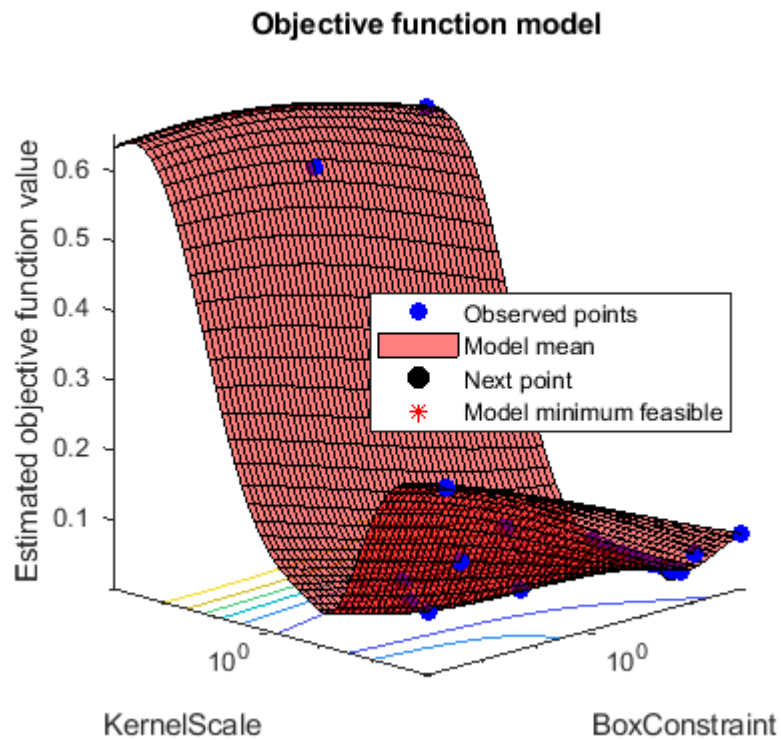 Objective function model
Estimated objective function value
0.6
0.5
0.4
0.3
0.2
0.1
Observed points
Model mean
Next point
Model minimum feasible
10^0
10^0
KernelScale
BoxConstraint